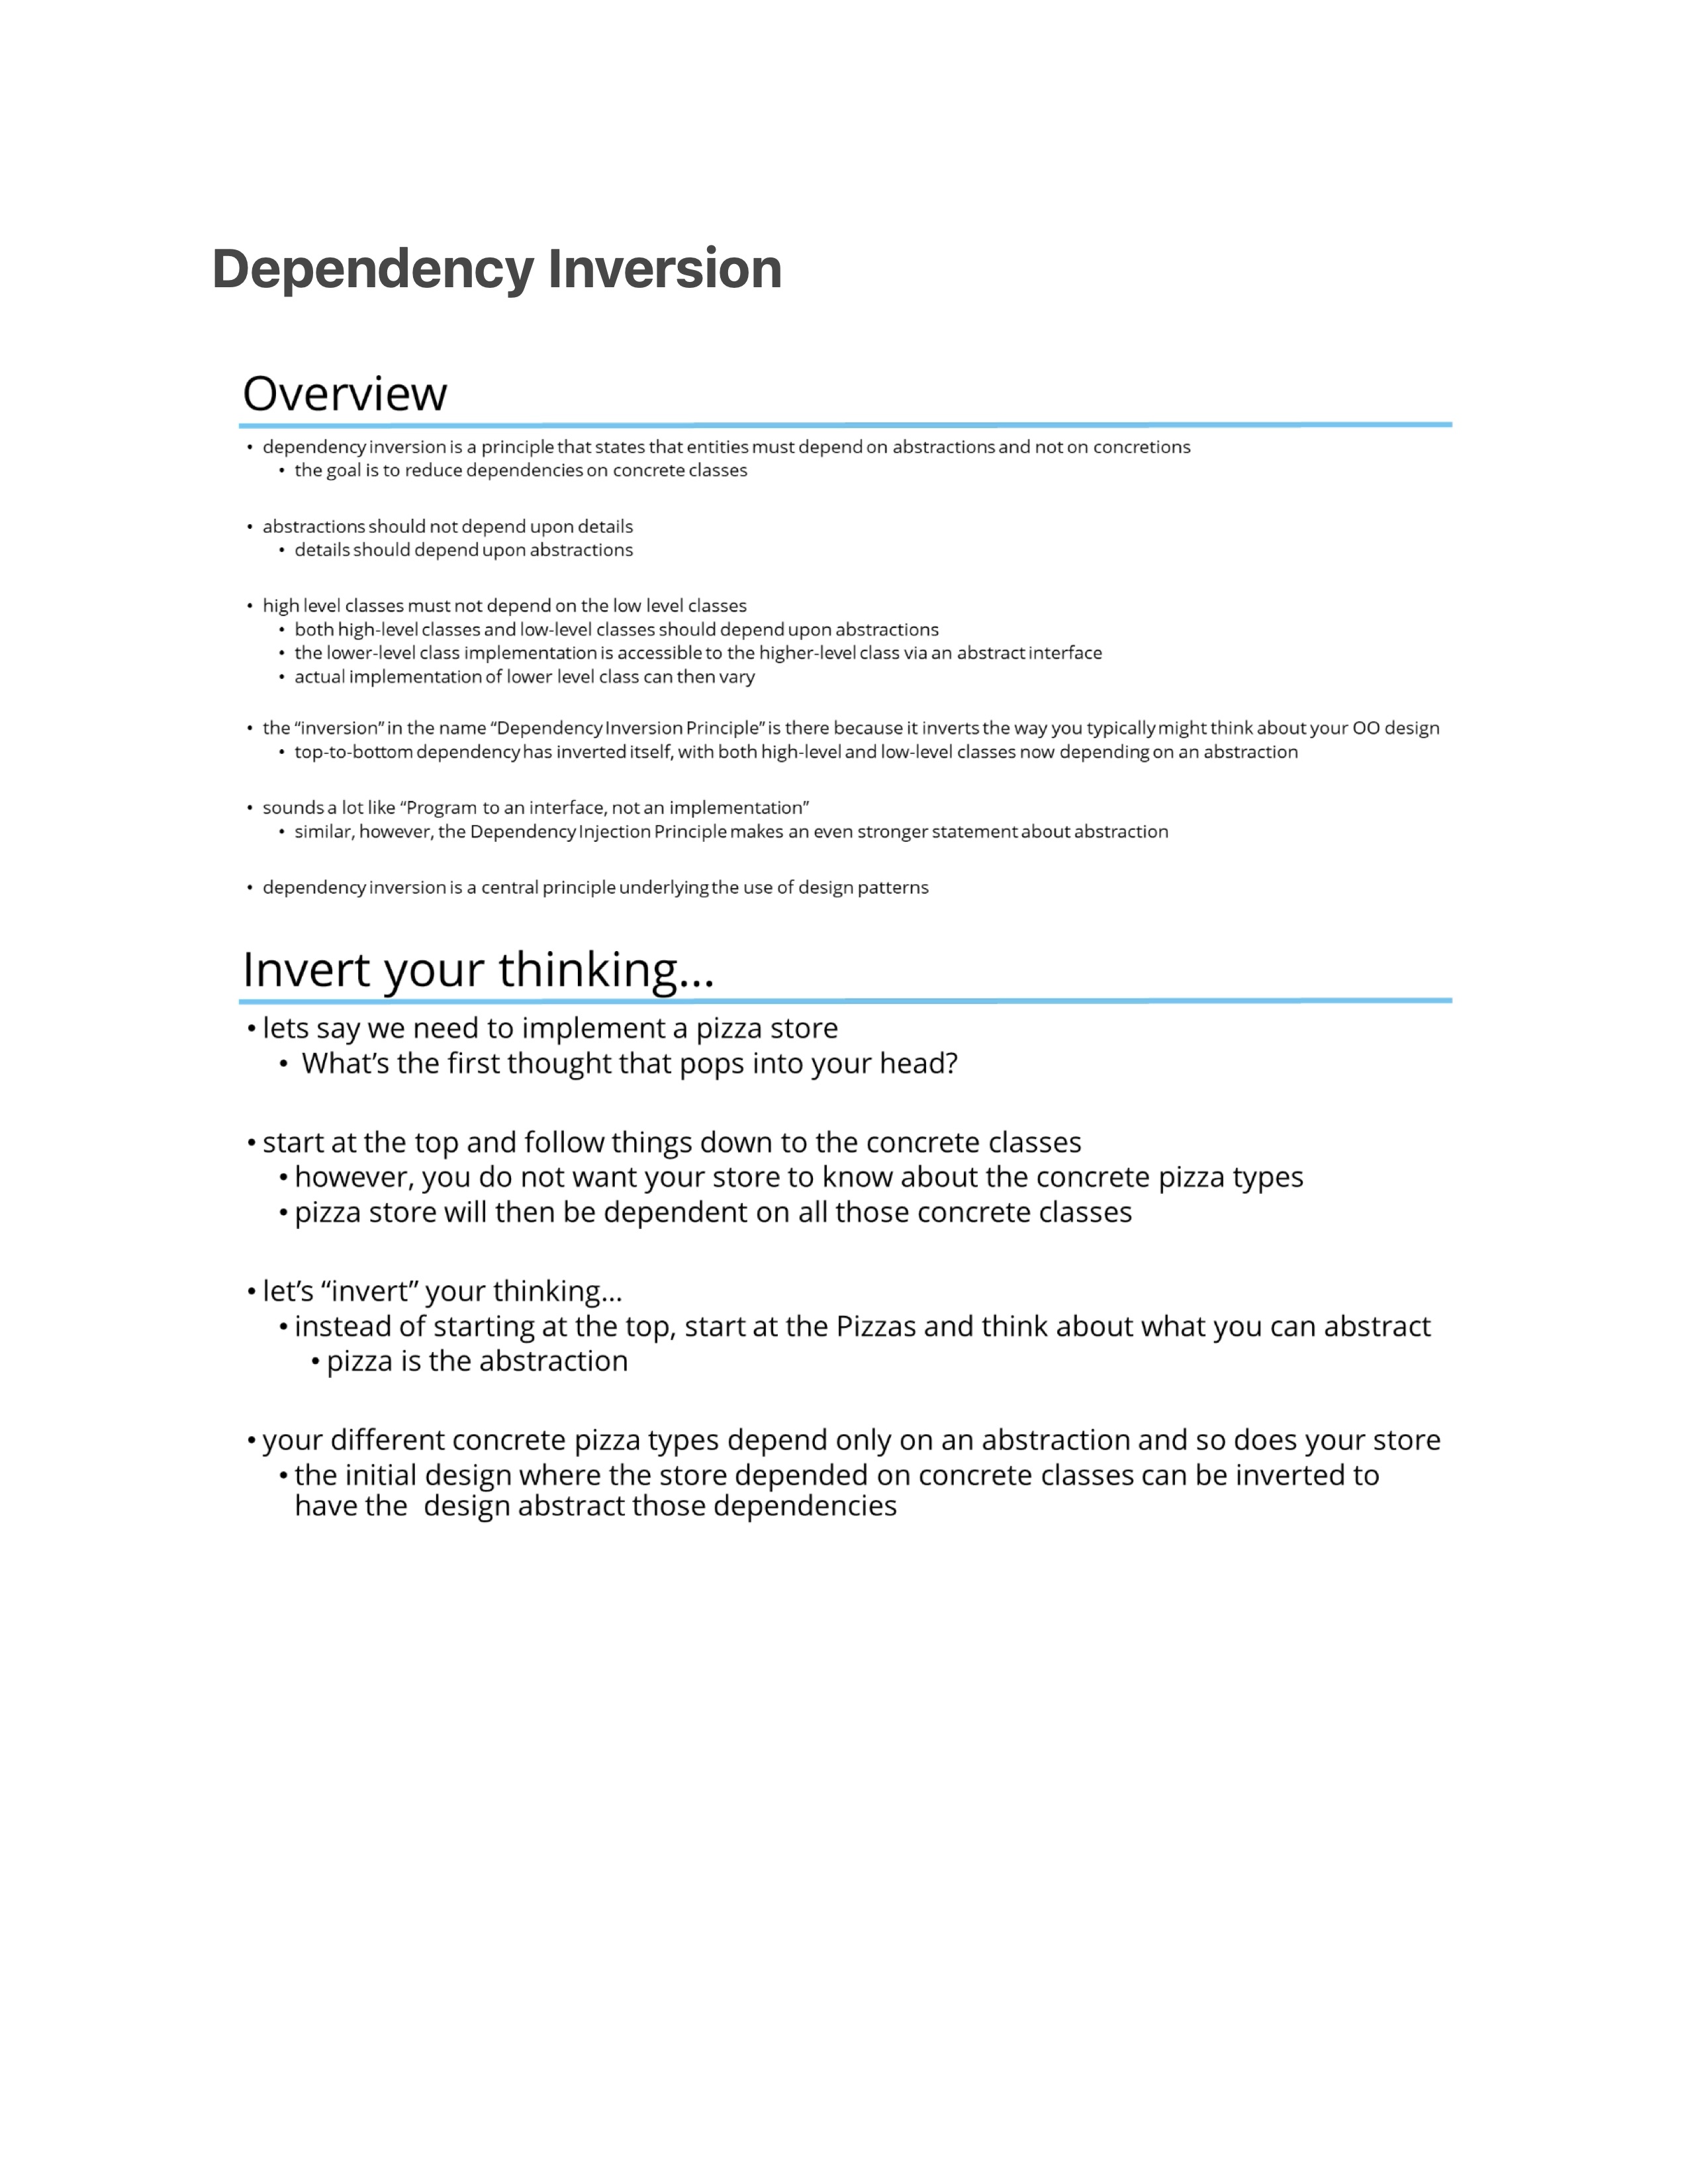 Dependency Inversion
Overview
• dependency inversion is a principle that states that entities must depend on abstractions and not on concretions
• the goal is to reduce dependencies on concrete classes
• abstractions should not depend upon details
• details should depend upon abstractions
• high level classes must not depend on the low level classes
• both high-level classes and low-level classes should depend upon abstractions
• the lower-level class implementation is accessible to the higher-level class via an abstract interface
• actual implementation of lower level class can then vary
• the “inversion” in the name “Dependency Inversion Principle” is there because it inverts the way you typically might think about your OO design
• top-to-bottom dependency has inverted itself, with both high-level and low-level classes now depending on an abstraction
• sounds a lot like “Program to an interface, not an implementation”
• similar, however, the Dependency Injection Principle makes an even stronger statement about abstraction
• dependency inversion is a central principle underlying the use of design patterns
Invert your thinking...
• lets say we need to implement a pizza store
• What’s the first thought that pops into your head?
• start at the top and follow things down to the concrete classes
• however, you do not want your store to know about the concrete pizza types
• pizza store will then be dependent on all those concrete classes
• let’s “invert” your thinking...
• instead of starting at the top, start at the Pizzas and think about what you can abstract
• pizza is the abstraction
• your different concrete pizza types depend only on an abstraction and so does your store
• the initial design where the store depended on concrete classes can be inverted to
have the design abstract those dependencies